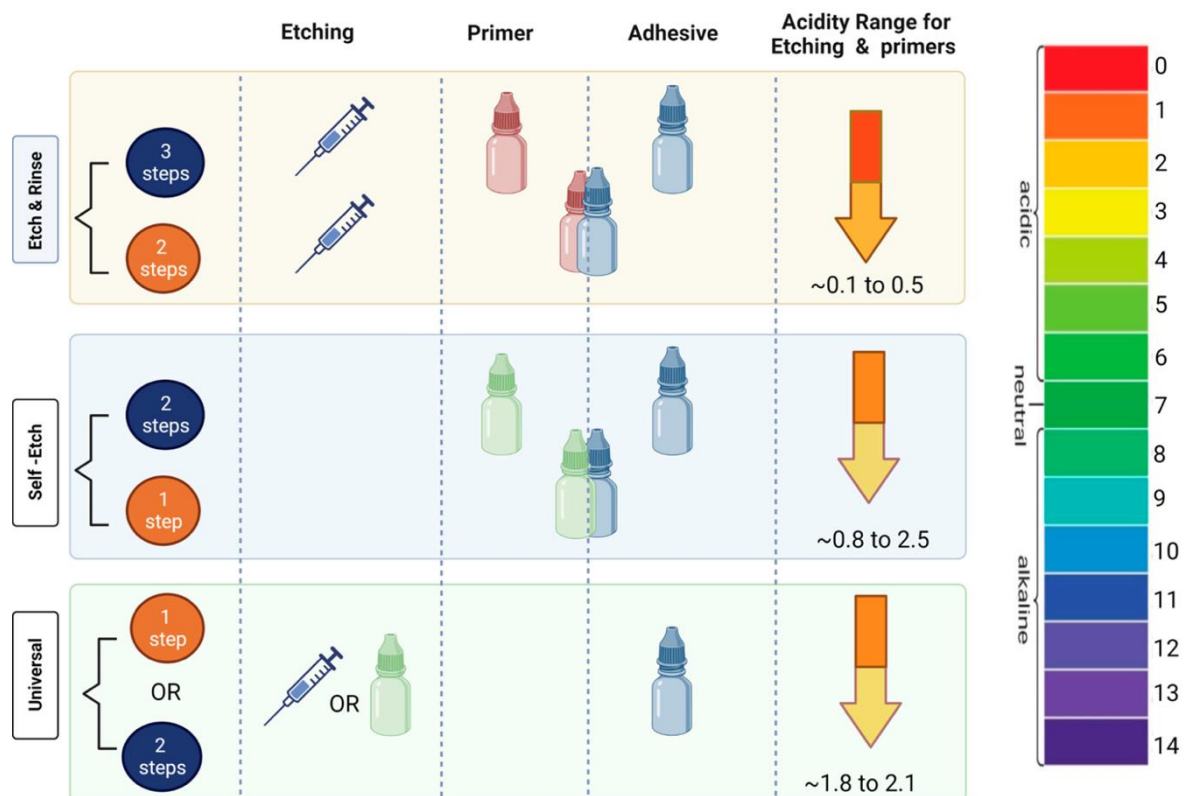 Etching
Primer
Adhesive
Acidity Range for
Etching & primers
Etch & Rinse
3
steps
2
steps
~0.1 to 0.5
Self -Etch
2
steps
1
step
~0.8 to 2.5
Universal
1
step
OR
2
steps
OR
~1.8 to 2.1
acidic
neutral
alkaline
0
1
2
3
4
5
6
7
8
9
10
11
12
13
14